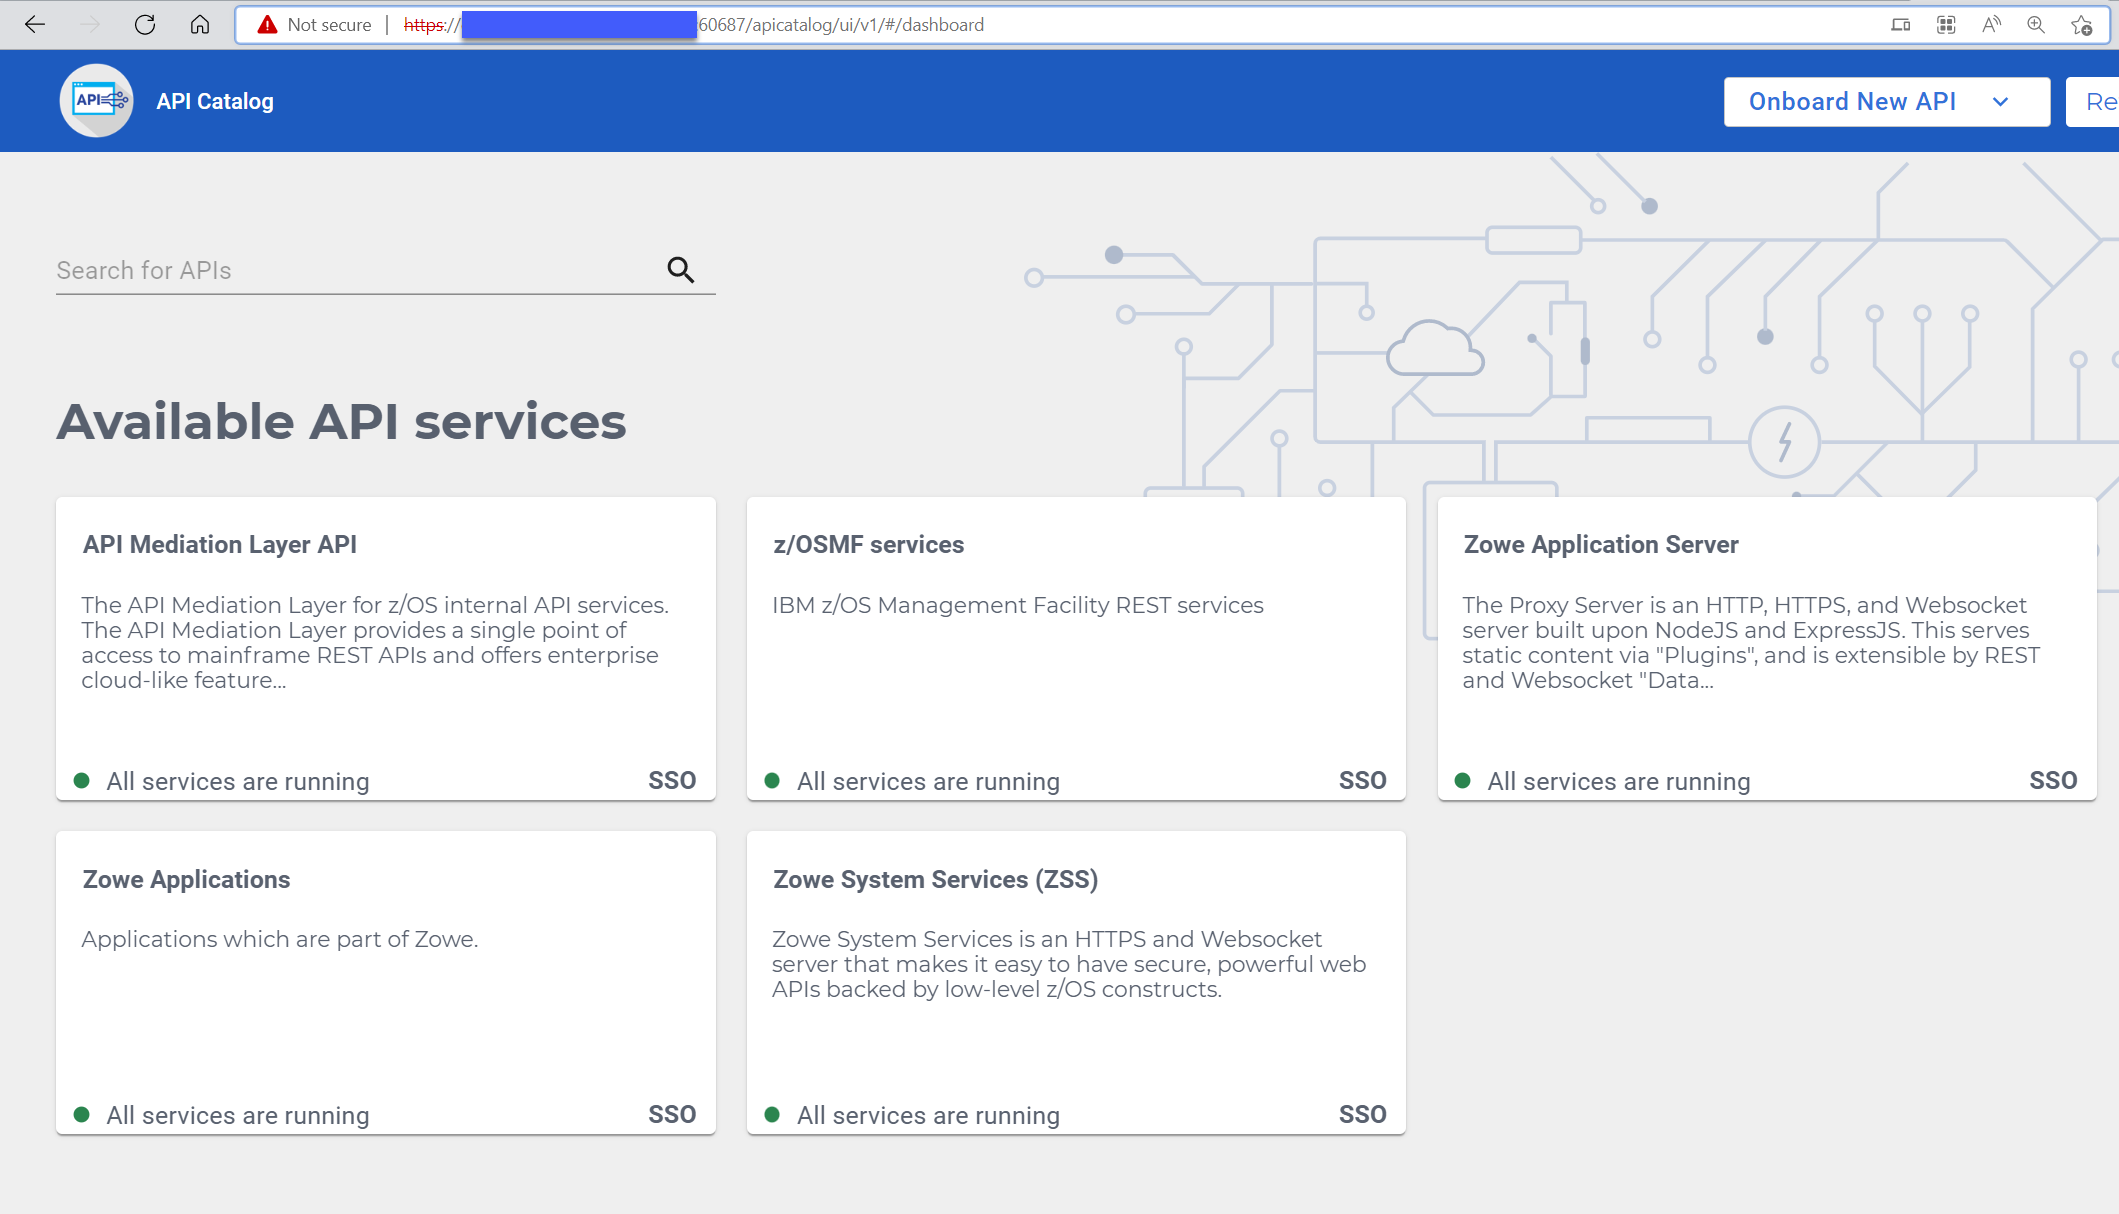 Not secure | https:// 60687/apicatalog/ui/v1/#/dashboard
API
API Catalog
Onboard New API
Re
Search for APIs
Available API services
API Mediation Layer API
The API Mediation Layer for z/OS internal API services.
The API Mediation Layer provides a single point of
access to mainframe REST APIs and offers enterprise
cloud-like feature...
All services are running SSO
z/OSMF services
IBM z/OS Management Facility REST services
All services are running SSO
Zowe Application Server
The Proxy Server is an HTTP, HTTPS, and Websocket
server built upon NodeJS and ExpressJS. This serves
static content via "Plugins", and is extensible by REST
and Websocket "Data...
All services are running SSO
Zowe Applications
Applications which are part of Zowe.
All services are running SSO
Zowe System Services (ZSS)
Zowe System Services is an HTTPS and Websocket
server that makes it easy to have secure, powerful web
APIs backed by low-level z/OS constructs.
All services are running SSO